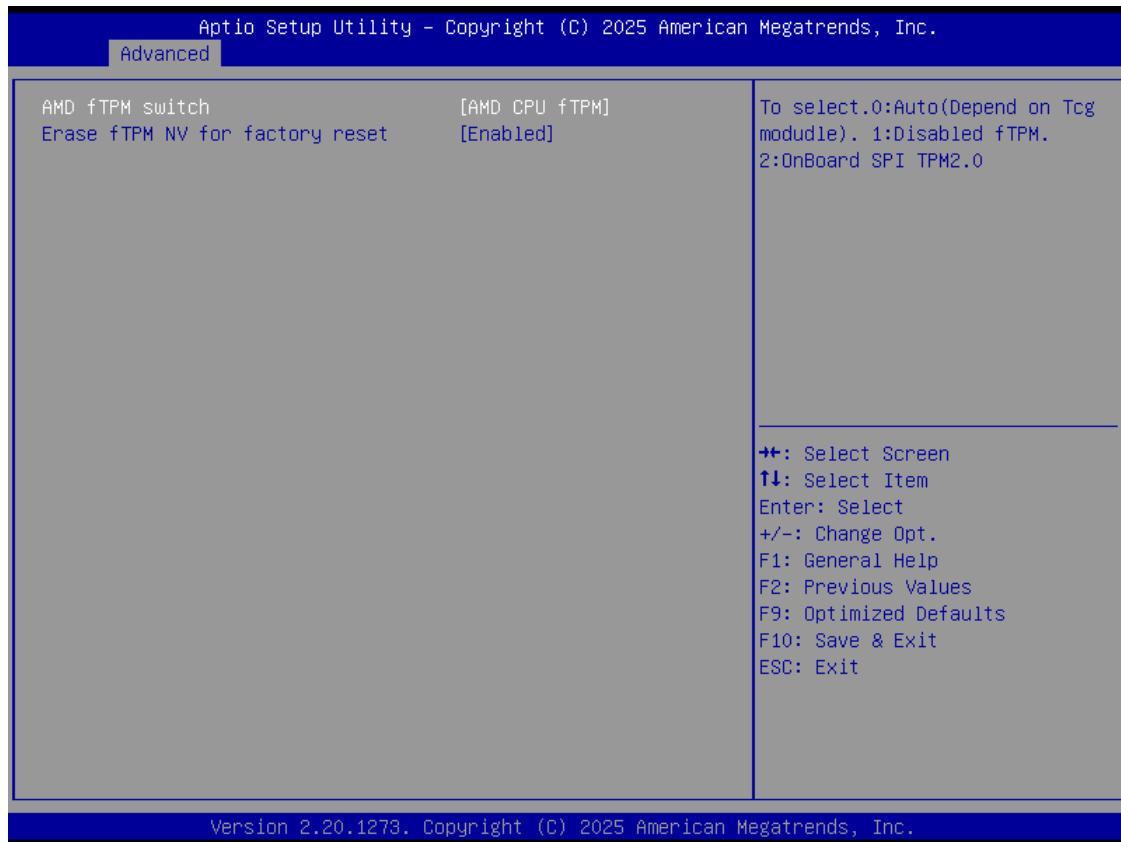 Aptio Setup Utility – Copyright (C) 2025 American Megatrends, Inc.
Advanced
AMD fTPM switch [AMD CPU fTPM]
Erase fTPM NV for factory reset [Enabled]
To select.0:Auto(Depend on Tcg
modudle). 1:Disabled fTPM.
2:OnBoard SPI TPM2.0
→←: Select Screen
↑↓: Select Item
Enter: Select
+/-: Change Opt.
F1: General Help
F2: Previous Values
F9: Optimized Defaults
F10: Save & Exit
ESC: Exit
Version 2.20.1273. Copyright (C) 2025 American Megatrends, Inc.